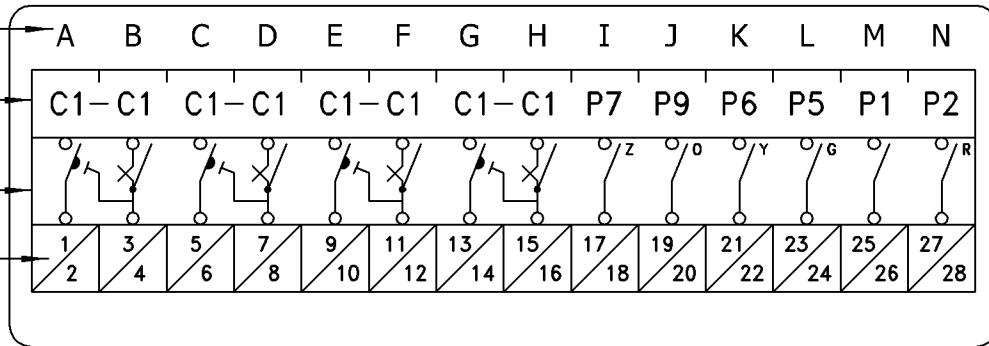 A B C D E F G H I J K L M N
C1-C1 C1-C1 C1-C1 C1-C1 P7 P9 P6 P5 P1 P2
Z O Y G R
1 3 5 7 9 11 13 15 17 19 21 23 25 27
2 4 6 8 10 12 14 16 18 20 22 24 26 28